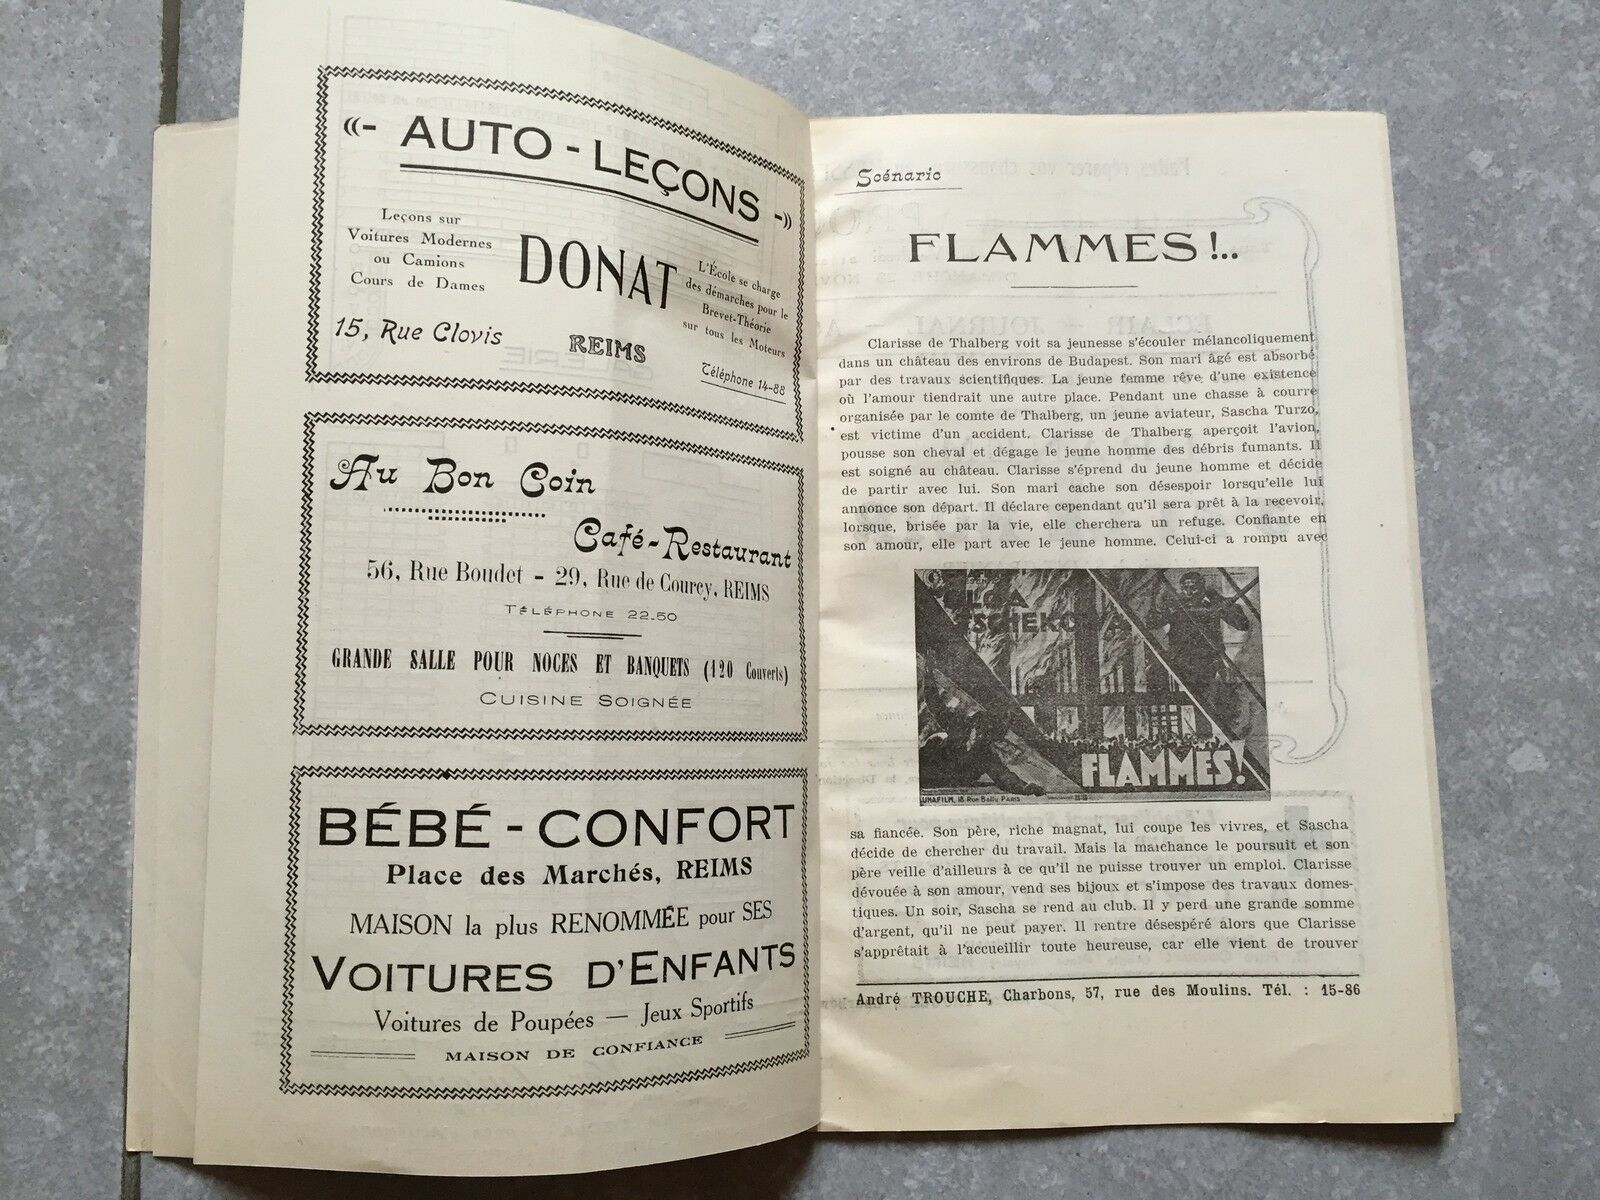 «- AUTO - LEÇONS -»
Leçons sur
Voitures Modernes
ou Camions
Cours de Dames
DONAT
L'École se charge
des démarches pour le
Brevet-Théorie
sur tous les Moteurs
15, Rue Clovis
REIMS
Téléphone 14-88
Au Bon Coin
Café-Restaurant
56, Rue Boudet - 29, Rue de Courcy, REIMS
TÉLÉPHONE 22.50
GRANDE SALLE POUR NOCES ET BANQUETS (120 Couverts)
CUISINE SOIGNÉE
BÉBÉ - CONFORT
Place des Marchés, REIMS
MAISON la plus RENOMMÉE pour SES
VOITURES D'ENFANTS
Voitures de Poupées — Jeux Sportifs
MAISON DE CONFIANCE
Scénario
FLAMMES!..
Clarisse de Thalberg voit sa jeunesse s'écouler mélancoliquement
dans un château des environs de Budapest. Son mari âgé est absorbé
par des travaux scientifiques. La jeune femme rêve d'une existence
où l'amour tiendrait une autre place. Pendant une chasse à courre
organisée par le comte de Thalberg, un jeune aviateur, Sascha Turzo,
est victime d'un accident. Clarisse de Thalberg aperçoit l'avion,
pousse son cheval et dégage le jeune homme des débris fumants. Il
est soigné au château. Clarisse s'éprend du jeune homme et décide
de partir avec lui. Son mari cache son désespoir lorsqu'elle lui
annonce son départ. Il déclare cependant qu'il sera prêt à la recevoir,
lorsque, brisée par la vie, elle cherchera un refuge. Confiante en
son amour, elle part avec le jeune homme. Celui-ci a rompu avec
OLGA
TSCHEKOWA
FLAMMES!
LUNAFILM, 18 Rue Bailly PARIS
sa fiancée. Son père, riche magnat, lui coupe les vivres, et Sascha
décide de chercher du travail. Mais la malchance le poursuit et son
père veille d'ailleurs à ce qu'il ne puisse trouver un emploi. Clarisse
dévouée à son amour, vend ses bijoux et s'impose des travaux domes-
tiques. Un soir, Sascha se rend au club. Il y perd une grande somme
d'argent, qu'il ne peut payer. Il rentre désespéré alors que Clarisse
s'apprêtait à l'accueillir toute heureuse, car elle vient de trouver
André TROUCHE, Charbons, 57, rue des Moulins. Tél. : 15-86